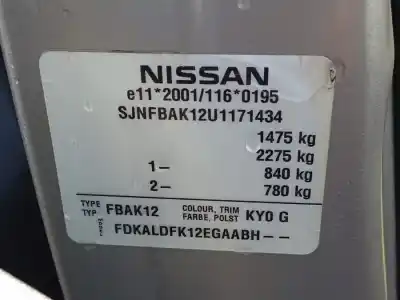 NISSAN
e11*2001/116*0195
SJNFBAK12U1171434
1475 kg
2275 kg
1- 840 kg
2- 780 kg
TYPE TYP FBAK12 COLOUR, TRIM FARBE, POLST KY0 G
FDKALDFK12EGAABH--